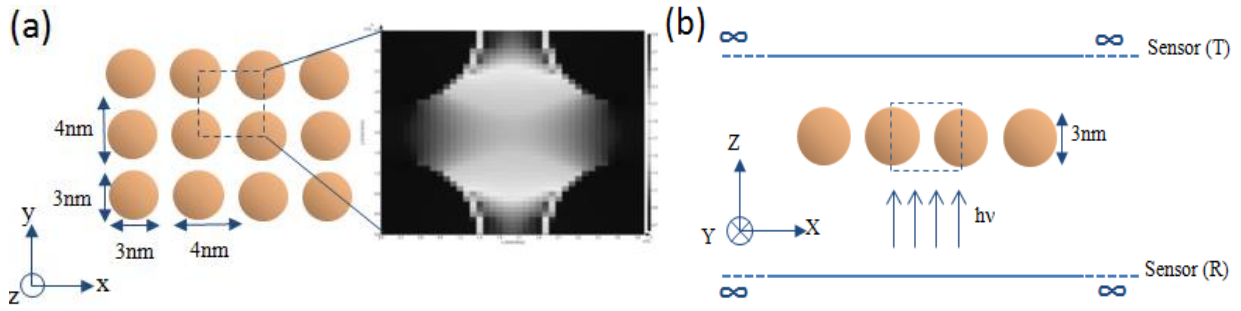 (a)
4nm
3nm
3nm
4nm
y
z
x
(b)
∞
∞
Sensor (T)
3nm
Z
Y
X
hν
Sensor (R)
∞
∞